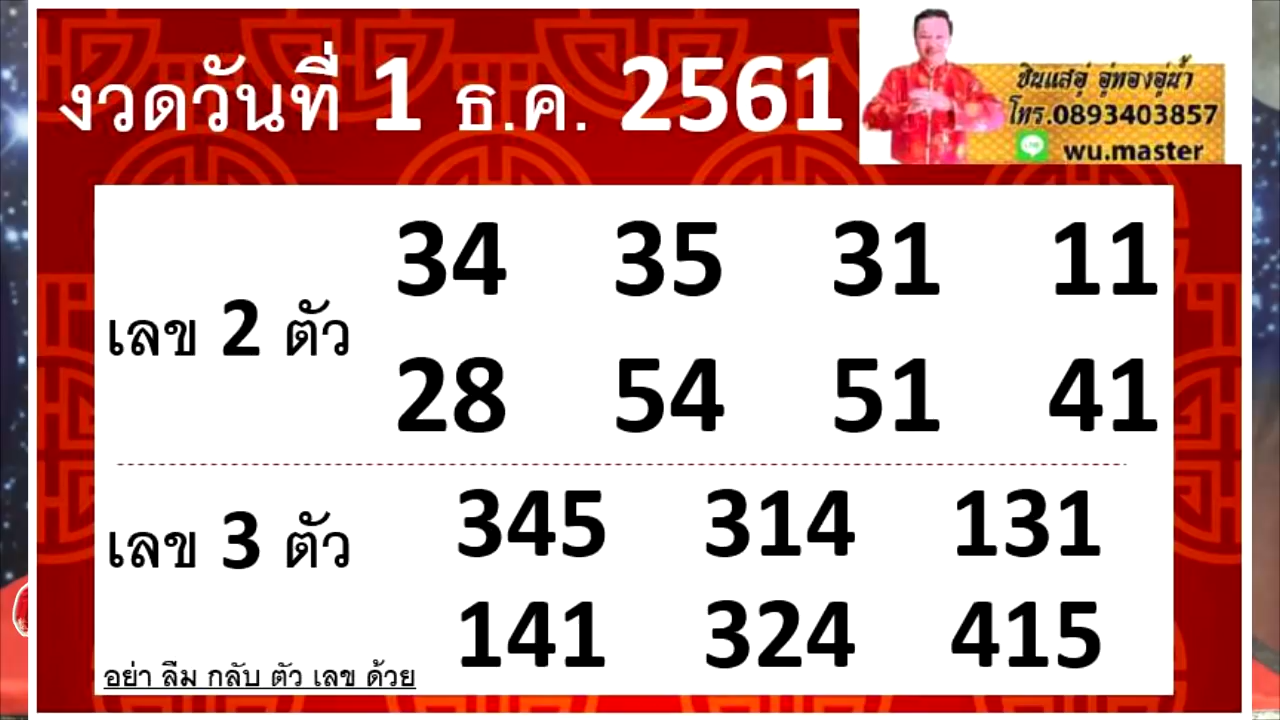 งวดวันที่ 1 ธ.ค. 2561
ซินแสอู๋ อู่ทองอู่น้ำ
โทร.0893403857
LINE wu.master
เลข 2 ตัว
34 35 31 11
28 54 51 41
เลข 3 ตัว
345 314 131
141 324 415
อย่า ลืม กลับ ตัว เลข ด้วย